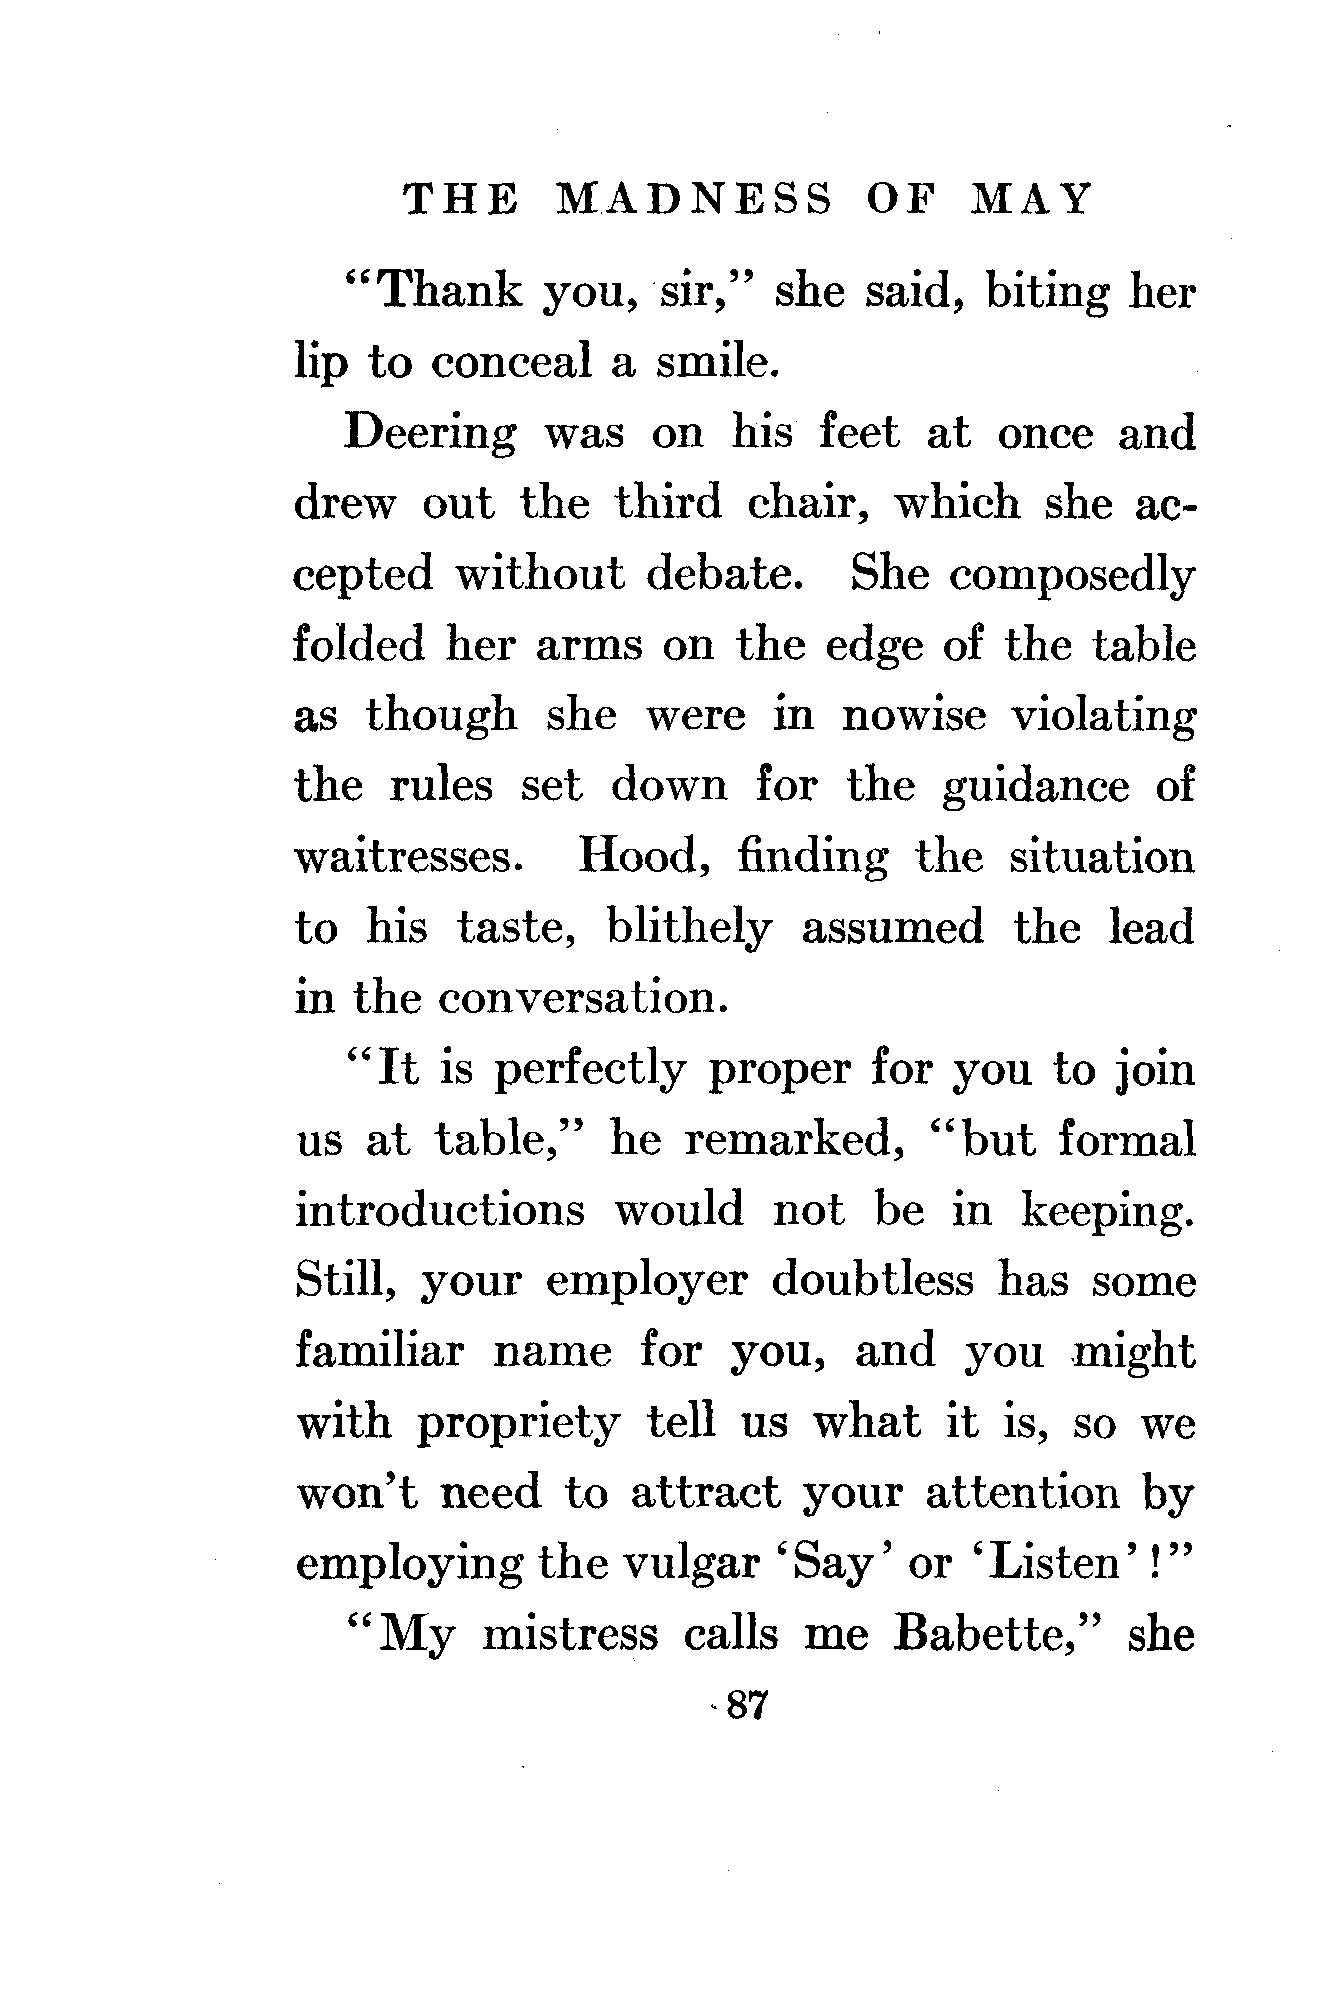 THE MADNESS OF MAY
“Thank you, sir,” she said, biting her
lip to conceal a smile.
Deering was on his feet at once and
drew out the third chair, which she ac-
cepted without debate. She composedly
folded her arms on the edge of the table
as though she were in nowise violating
the rules set down for the guidance of
waitresses. Hood, finding the situation
to his taste, blithely assumed the lead
in the conversation.
“It is perfectly proper for you to join
us at table,” he remarked, “but formal
introductions would not be in keeping.
Still, your employer doubtless has some
familiar name for you, and you might
with propriety tell us what it is, so we
won’t need to attract your attention by
employing the vulgar ‘Say’ or ‘Listen’!”
“My mistress calls me Babette,” she
87